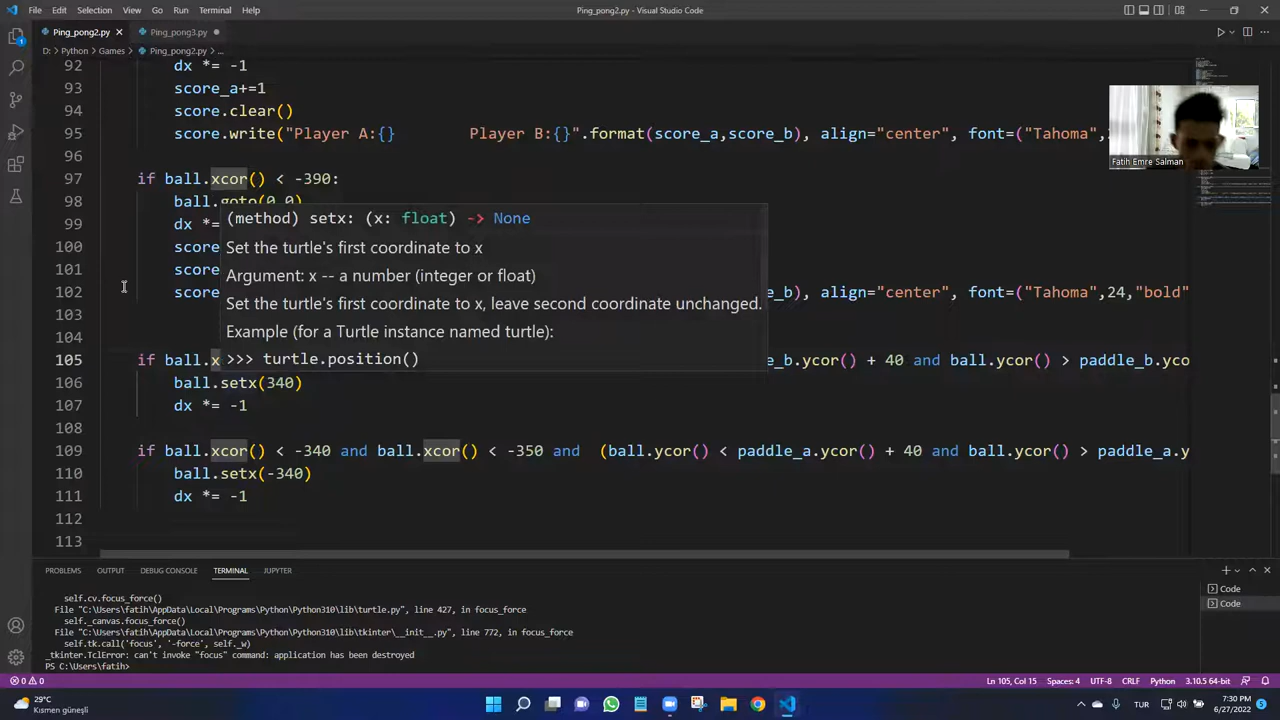 File Edit Selection View Go Run Terminal Help
Ping_pong2.py - Visual Studio Code
Ping_pong2.py
Ping_pong3.py
D: > Python > Games > Ping_pong2.py > ...
92 dx *= -1
93 score_a+=1
94 score.clear()
95 score.write("Player A:{} Player B:{}".format(score_a,score_b), align="center", font=("Tahoma",2
96
97 if ball.xcor() < -390:
98 ball.goto(0,0)
99 dx *=
100 score
101 score
102 score e_b), align="center", font=("Tahoma",24,"bold"
103
105 if ball.x e_b.ycor() + 40 and ball.ycor() > paddle_b.yco
106 ball.setx(340)
107 dx *= -1
108
109 if ball.xcor() < -340 and ball.xcor() < -350 and (ball.ycor() < paddle_a.ycor() + 40 and ball.ycor() > paddle_a.y
110 ball.setx(-340)
111 dx *= -1
112
113
(method) setx: (x: float) -> None
Set the turtle's first coordinate to x
Argument: x -- a number (integer or float)
Set the turtle's first coordinate to x, leave second coordinate unchanged.
Example (for a Turtle instance named turtle):
>>> turtle.position()
Fatih Emre Salman
PROBLEMS OUTPUT DEBUG CONSOLE TERMINAL JUPYTER
self.cv.focus_force()
File "C:\Users\fatih\AppData\Local\Programs\Python\Python310\lib\turtle.py", line 427, in focus_force
self._canvas.focus_force()
File "C:\Users\fatih\AppData\Local\Programs\Python\Python310\lib\tkinter\__init__.py", line 772, in focus_force
self.tk.call('focus', '-force', self._w)
_tkinter.TclError: can't invoke "focus" command: application has been destroyed
PS C:\Users\fatih>
Code
Code
0 0
Ln 105, Col 15 Spaces: 4 UTF-8 CRLF Python 3.10.5 64-bit
29°C
Kısmen güneşli
TUR
7:30 PM
6/27/2022